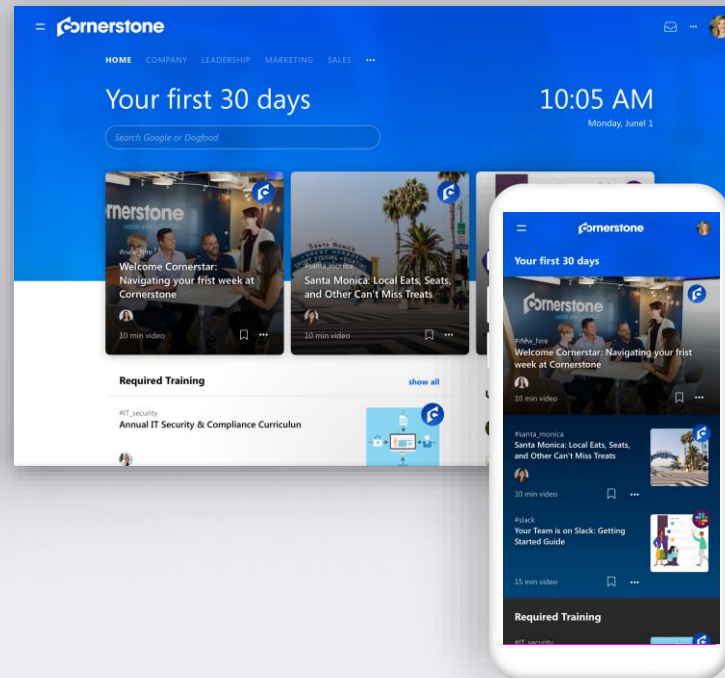 Cornerstone
HOME COMPANY LEADERSHIP MARKETING SALES
Your first 30 days
10:05 AM
Monday, Junel 1
Search Google or Dogfood
#new_hire
Welcome Cornerstar:
Navigating your frist week at
Cornerstone
10 min video
#santa_monica
Santa Monica: Local Eats, Seats,
and Other Can't Miss Treats
10 min video
Required Training
show all
#IT_security
Annual IT Security & Compliance Curriculun
Cornerstone
Your first 30 days
Cornerstone
#new_hire
Welcome Cornerstar: Navigating your frist
week at Cornerstone
10 min video
#santa_monica
Santa Monica: Local Eats, Seats,
and Other Can't Miss Treats
10 min video
#slack
Your Team is on Slack: Getting
Started Guide
15 min video
Required Training
#IT_security